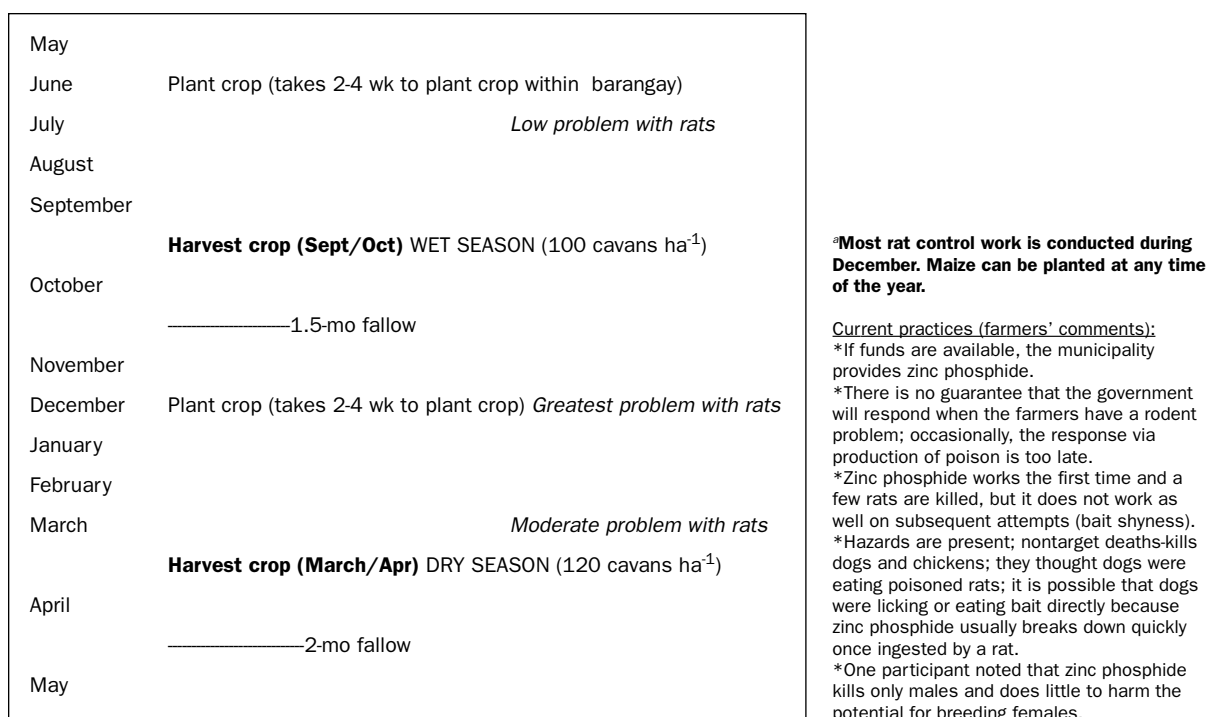 May
June Plant crop (takes 2-4 wk to plant crop within barangay)
July Low problem with rats
August
September
Harvest crop (Sept/Oct) WET SEASON (100 cavans ha-1)
October
1.5-mo fallow
November
December Plant crop (takes 2-4 wk to plant crop) Greatest problem with rats
January
February
March Moderate problem with rats
Harvest crop (March/Apr) DRY SEASON (120 cavans ha-1)
April
2-mo fallow
May
aMost rat control work is conducted during
December. Maize can be planted at any time
of the year.
Current practices (farmers' comments):
*If funds are available, the municipality
provides zinc phosphide.
*There is no guarantee that the government
will respond when the farmers have a rodent
problem; occasionally, the response via
production of poison is too late.
*Zinc phosphide works the first time and a
few rats are killed, but it does not work as
well on subsequent attempts (bait shyness).
*Hazards are present; nontarget deaths-kills
dogs and chickens; they thought dogs were
eating poisoned rats; it is possible that dogs
were licking or eating bait directly because
zinc phosphide usually breaks down quickly
once ingested by a rat.
*One participant noted that zinc phosphide
kills only males and does little to harm the
potential for breeding females.